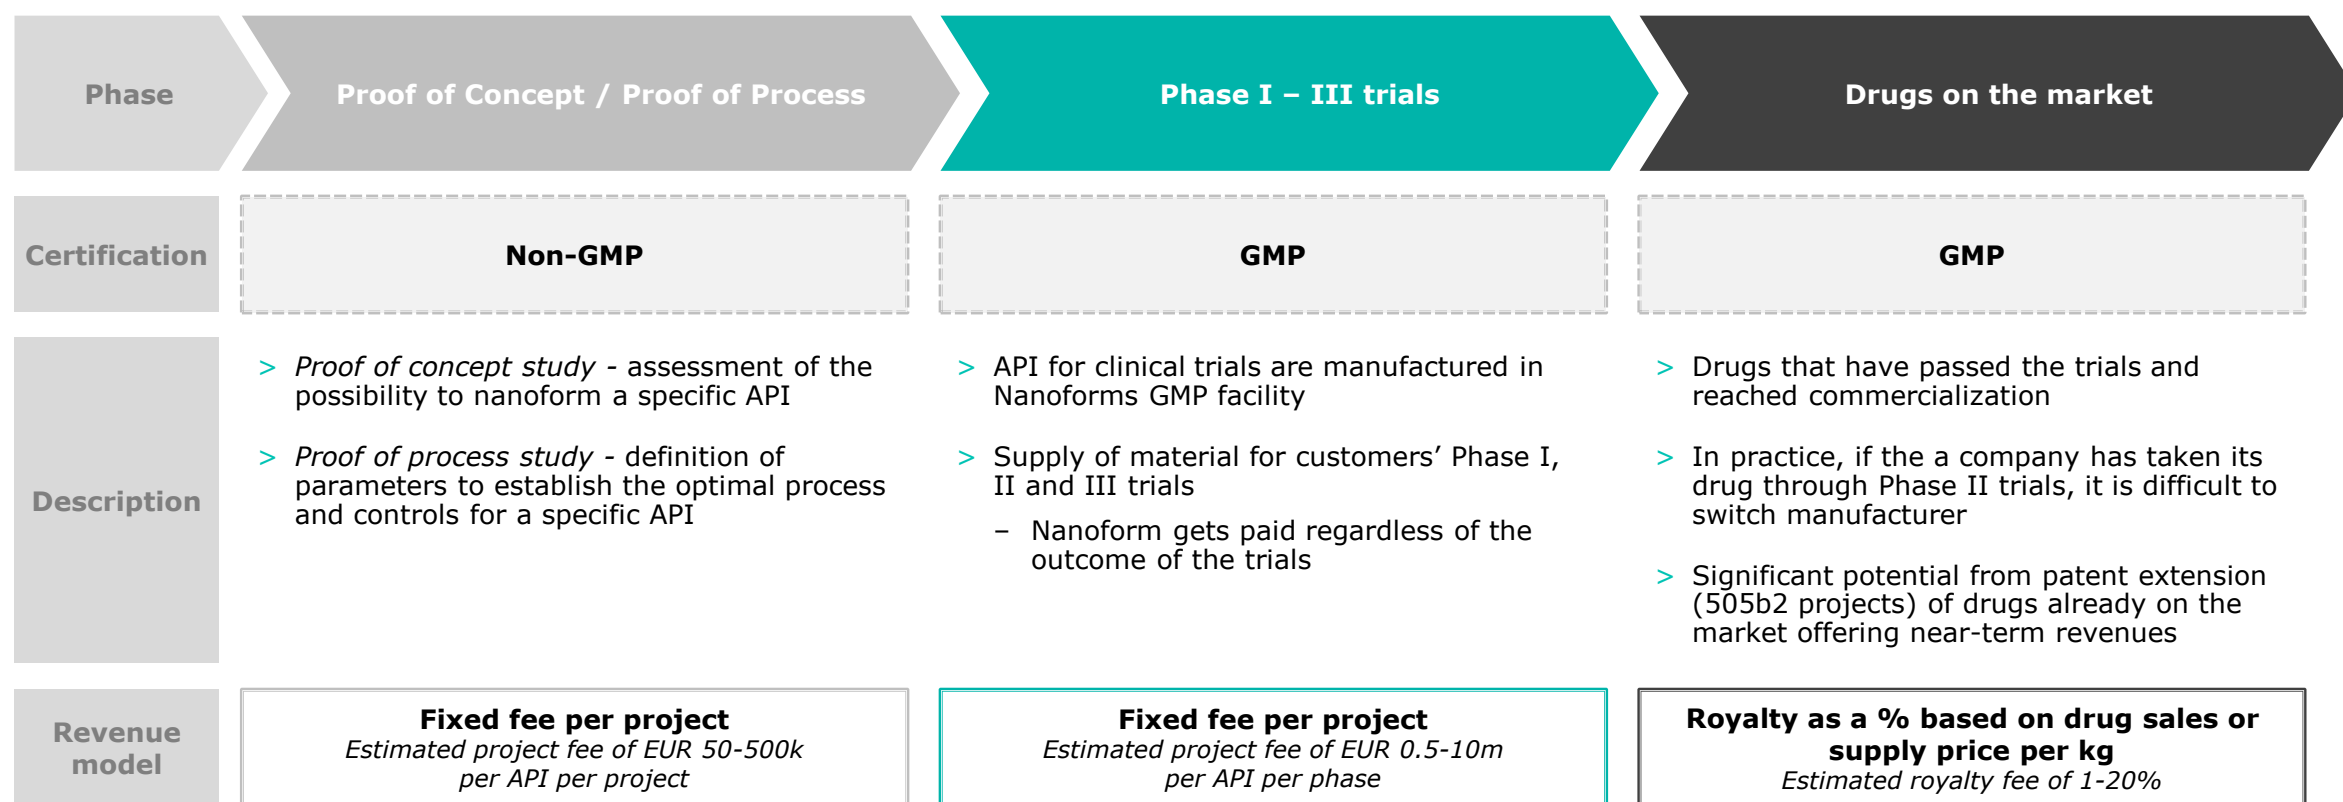 Phase
Proof of Concept / Proof of Process
Phase I – III trials
Drugs on the market
Certification
Non-GMP
GMP
GMP
Description
> Proof of concept study - assessment of the
possibility to nanoform a specific API
> Proof of process study - definition of
parameters to establish the optimal process
and controls for a specific API
> API for clinical trials are manufactured in
Nanoforms GMP facility
> Supply of material for customers’ Phase I,
II and III trials
– Nanoform gets paid regardless of the
outcome of the trials
> Drugs that have passed the trials and
reached commercialization
> In practice, if the a company has taken its
drug through Phase II trials, it is difficult to
switch manufacturer
> Significant potential from patent extension
(505b2 projects) of drugs already on the
market offering near-term revenues
Revenue
model
Fixed fee per project
Estimated project fee of EUR 50-500k
per API per project
Fixed fee per project
Estimated project fee of EUR 0.5-10m
per API per phase
Royalty as a % based on drug sales or
supply price per kg
Estimated royalty fee of 1-20%